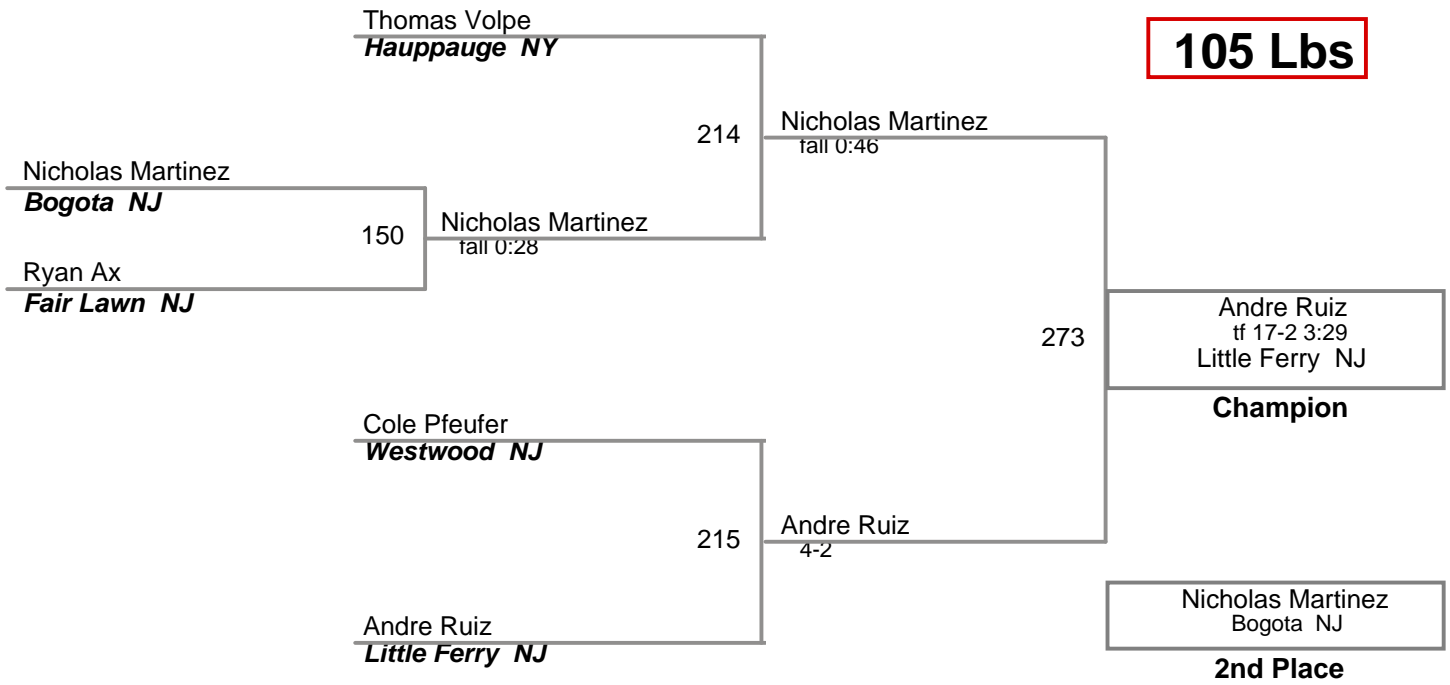 Thomas Volpe
Hauppauge NY
105 Lbs
214
Nicholas Martinez
fall 0:46
Nicholas Martinez
Bogota NJ
150
Nicholas Martinez
fall 0:28
Ryan Ax
Fair Lawn NJ
273
Andre Ruiz
tf 17-2 3:29
Little Ferry NJ
Champion
Cole Pfeufer
Westwood NJ
215
Andre Ruiz
4-2
Andre Ruiz
Little Ferry NJ
Nicholas Martinez
Bogota NJ
2nd Place